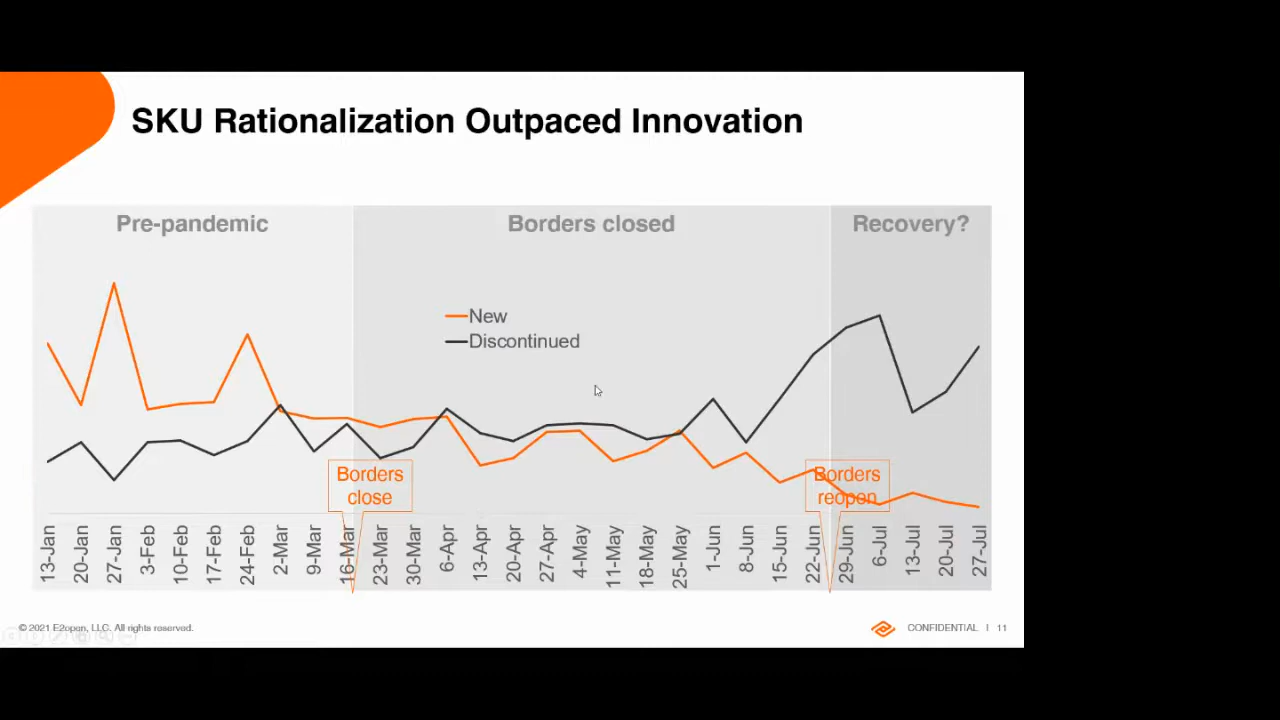 SKU Rationalization Outpaced Innovation
Pre-pandemic
Borders closed
Recovery?
New
Discontinued
Borders
close
Borders
reopen
13-Jan
20-Jan
27-Jan
3-Feb
10-Feb
17-Feb
24-Feb
2-Mar
9-Mar
16-Mar
23-Mar
30-Mar
6-Apr
13-Apr
20-Apr
27-Apr
4-May
11-May
18-May
25-May
1-Jun
8-Jun
15-Jun
22-Jun
29-Jun
6-Jul
13-Jul
20-Jul
27-Jul
© 2021 E2open, LLC. All rights reserved.
CONFIDENTIAL | 11